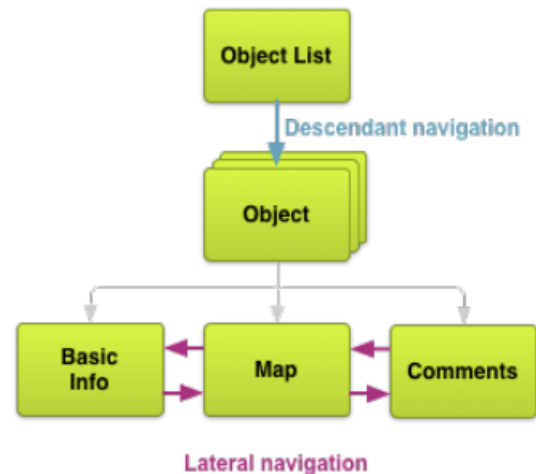 Object List
Descendant navigation
Object
Basic
Info
Map
Comments
Lateral navigation